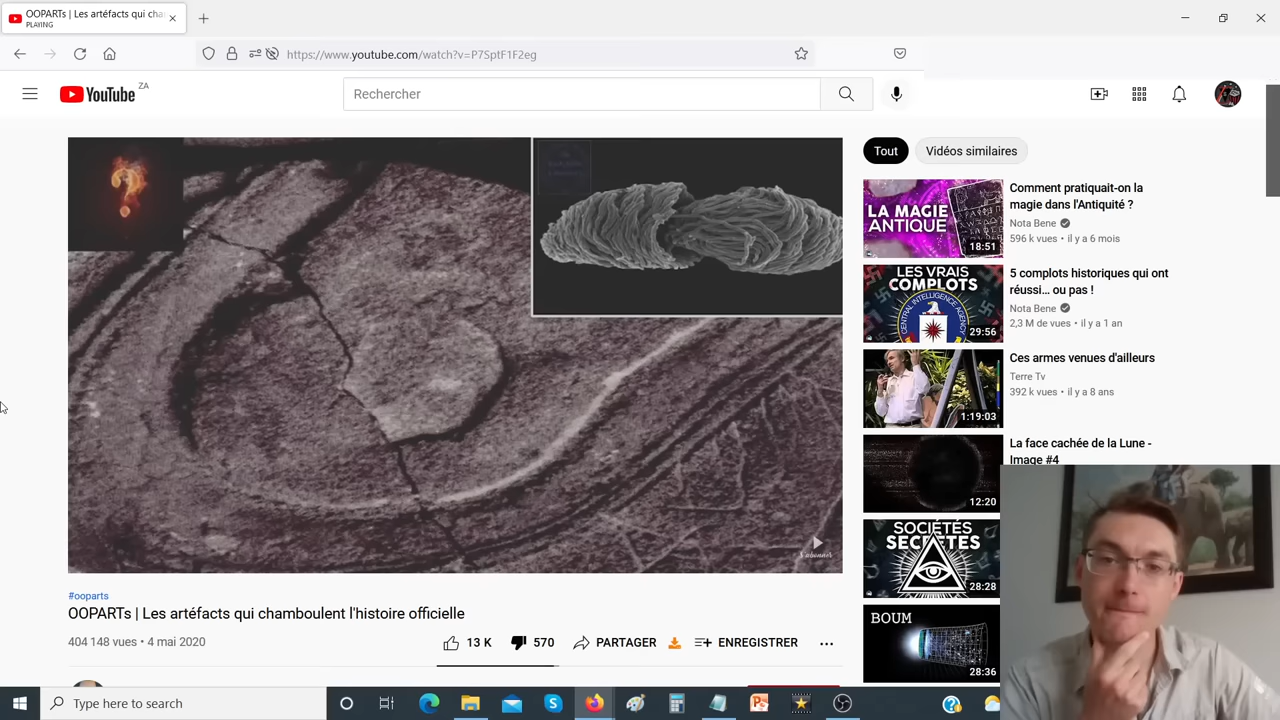 OOPARTs | Les artéfacts qui cha
PLAYING
https://www.youtube.com/watch?v=P7SptF1F2eg
YouTube ZA
Rechercher
Tout
Vidéos similaires
LA MAGIE
ANTIQUE
18:51
Comment pratiquait-on la
magie dans l'Antiquité ?
Nota Bene
596 k vues • il y a 6 mois
LES VRAIS
COMPLOTS
CENTRAL INTELLIGENCE AGENCY
29:56
5 complots historiques qui ont
réussi... ou pas !
Nota Bene
2,3 M de vues • il y a 1 an
1:19:03
Ces armes venues d'ailleurs
Terre Tv
392 k vues • il y a 8 ans
12:20
La face cachée de la Lune -
Image #4
SOCIÉTÉS
SECRÈTES
28:28
BOUM
28:36
S'abonner
#ooparts
OOPARTs | Les artéfacts qui chamboulent l'histoire officielle
404 148 vues • 4 mai 2020
13 K
570
PARTAGER
ENREGISTRER
Type here to search